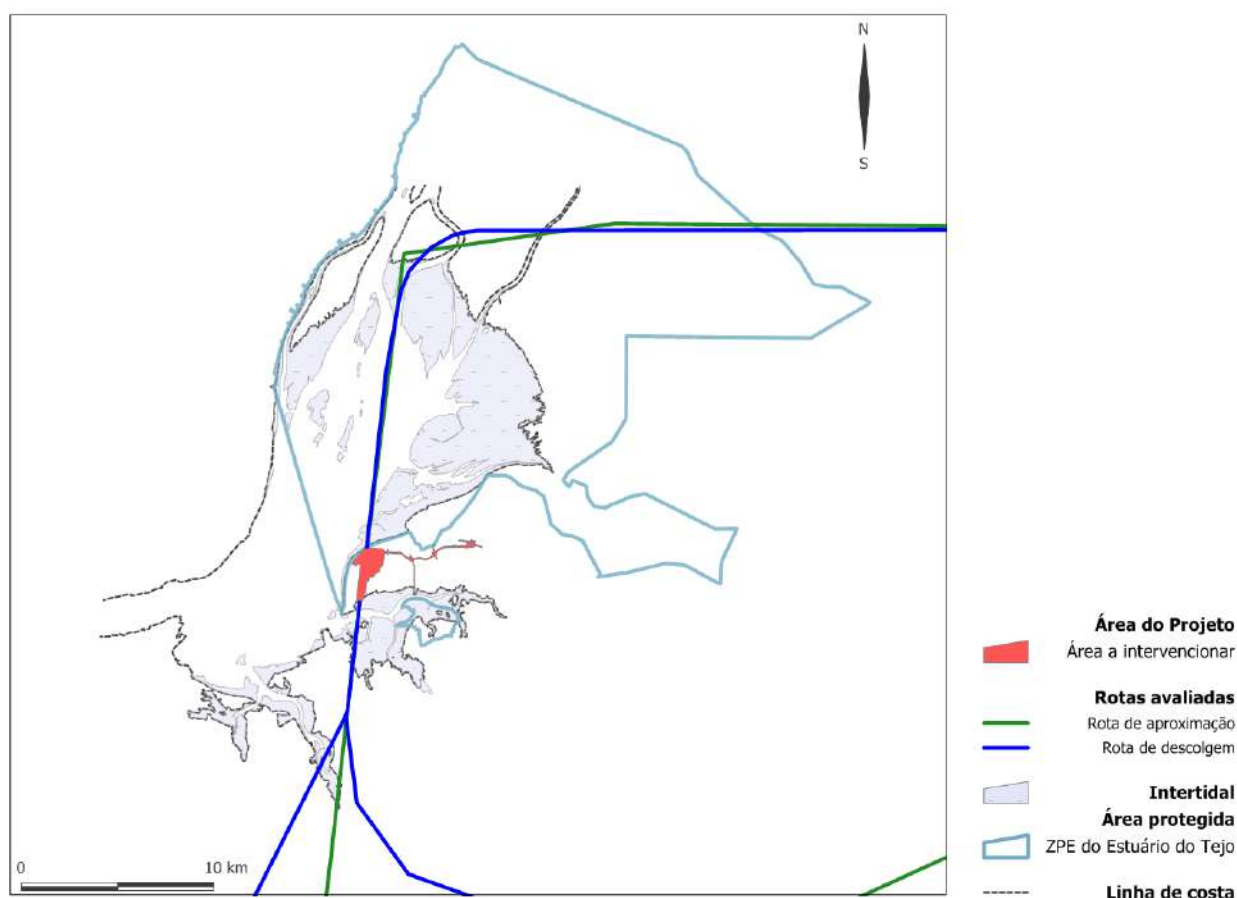 N
S
0
10 km
Área do Projeto
Área a intervencionar
Rotas avaliadas
Rota de aproximação
Rota de descolgem
Intertidal
Área protegida
ZPE do Estuário do Tejo
Linha de costa